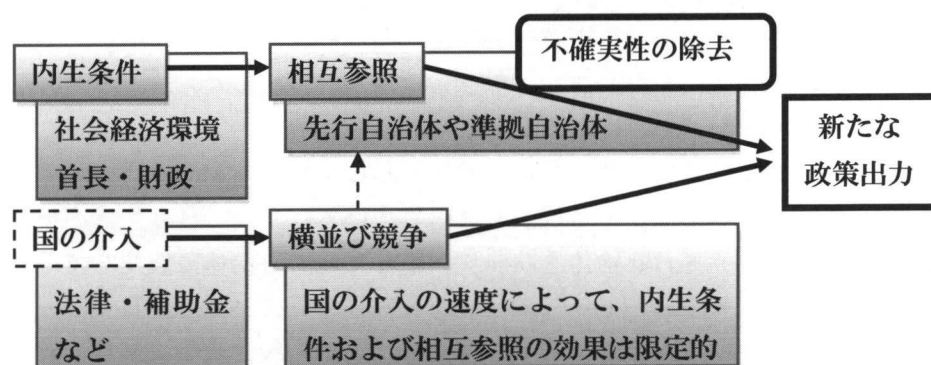 内生条件
社会経済環境
首長・財政
相互参照
先行自治体や準拠自治体
不確実性の除去
新たな
政策出力
国の介入
法律・補助金
など
横並び競争
国の介入の速度によって、内生条
件および相互参照の効果は限定的